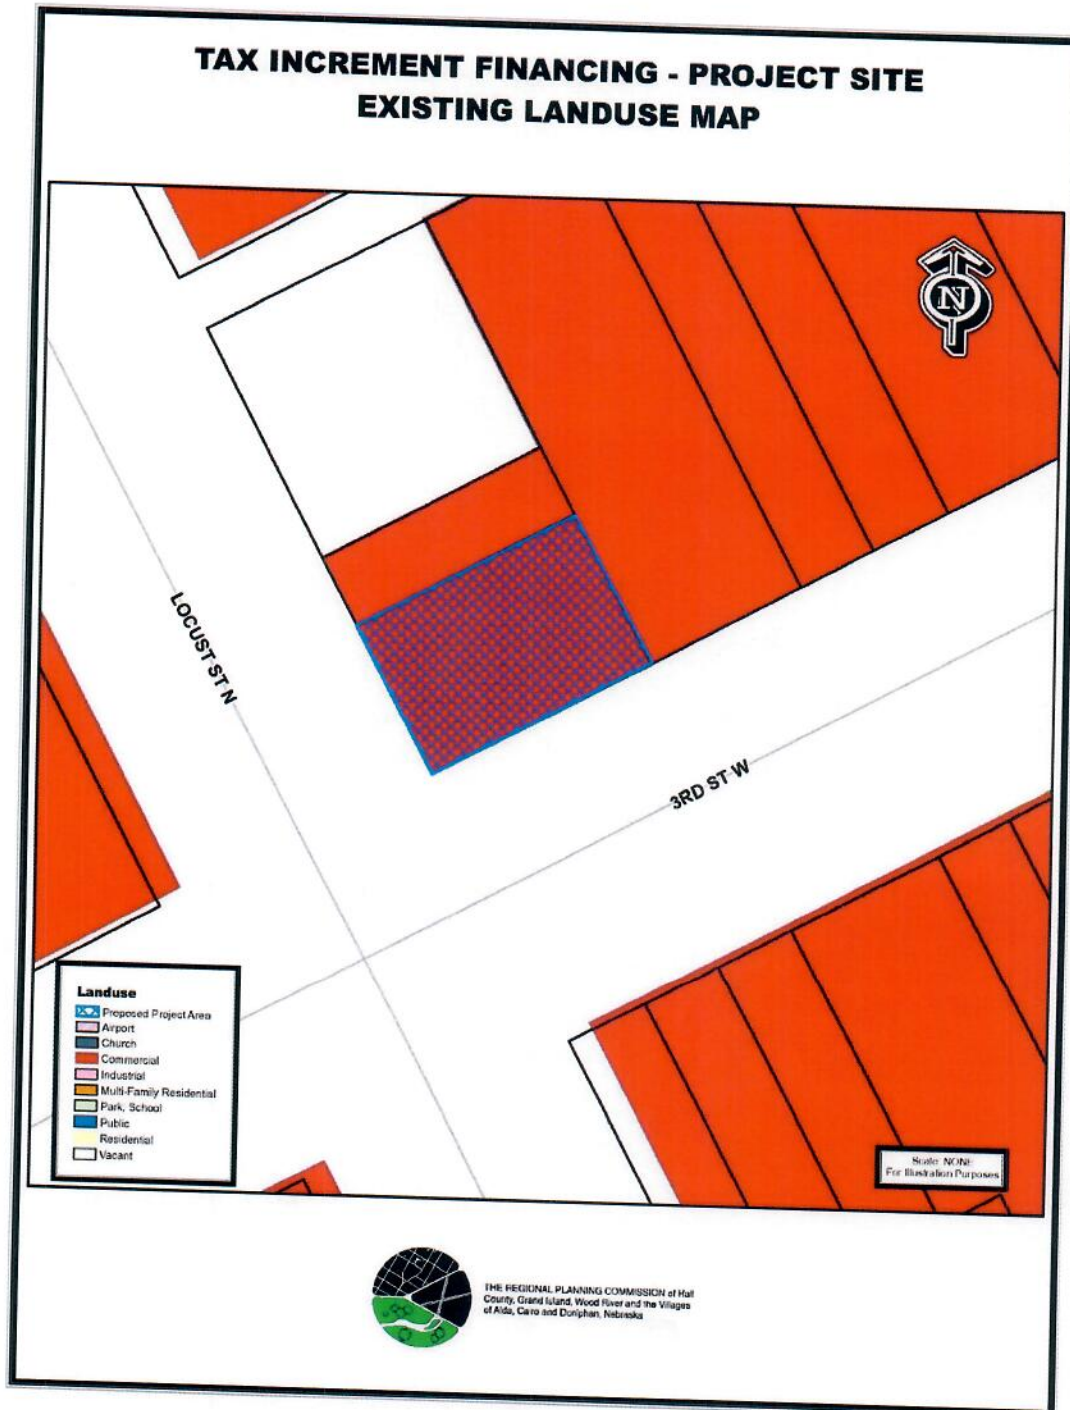 TAX INCREMENT FINANCING - PROJECT SITE
EXISTING LANDUSE MAP
N
LOCUST ST N
3RD ST W
Landuse
Proposed Project Area
Airport
Church
Commercial
Industrial
Multi-Family Residential
Park, School
Public
Residential
Vacant
Scale: NONE
For Illustration Purposes
THE REGIONAL PLANNING COMMISSION of Hall
County, Grand Island, Wood River and the Villages
of Alda, Cairo and Doniphan, Nebraska